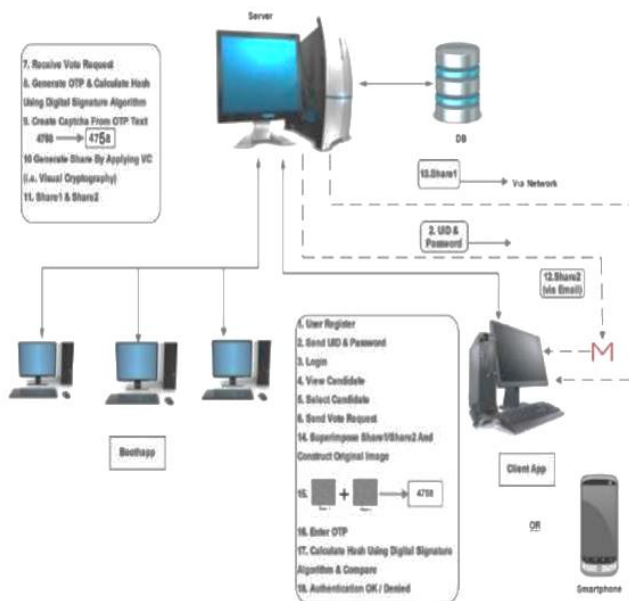 Server
7. Receive Vote Request
8. Generate OTP & Calculate Hash
Using Digital Signature Algorithm
9. Create Captcha From OTP Text
4768 4758
10 Generate Share By Applying VC
(i.e. Visual Cryptography)
11. Share1 & Share2
DB
13.Share1
Via Network
2. UID &
Password
12.Share2
(via Email)
M
Boothapp
1. User Register
2. Send UID & Password
3. Login
4. View Candidate
5. Select Candidate
6. Send Vote Request
14. Superimpose Share1/Share2 And
Construct Original Image
15. + 4768
16. Enter OTP
17. Calculate Hash Using Digital Signature
Algorithm & Compare
18. Authentication OK / Denied
Client App
OR
Smartphone